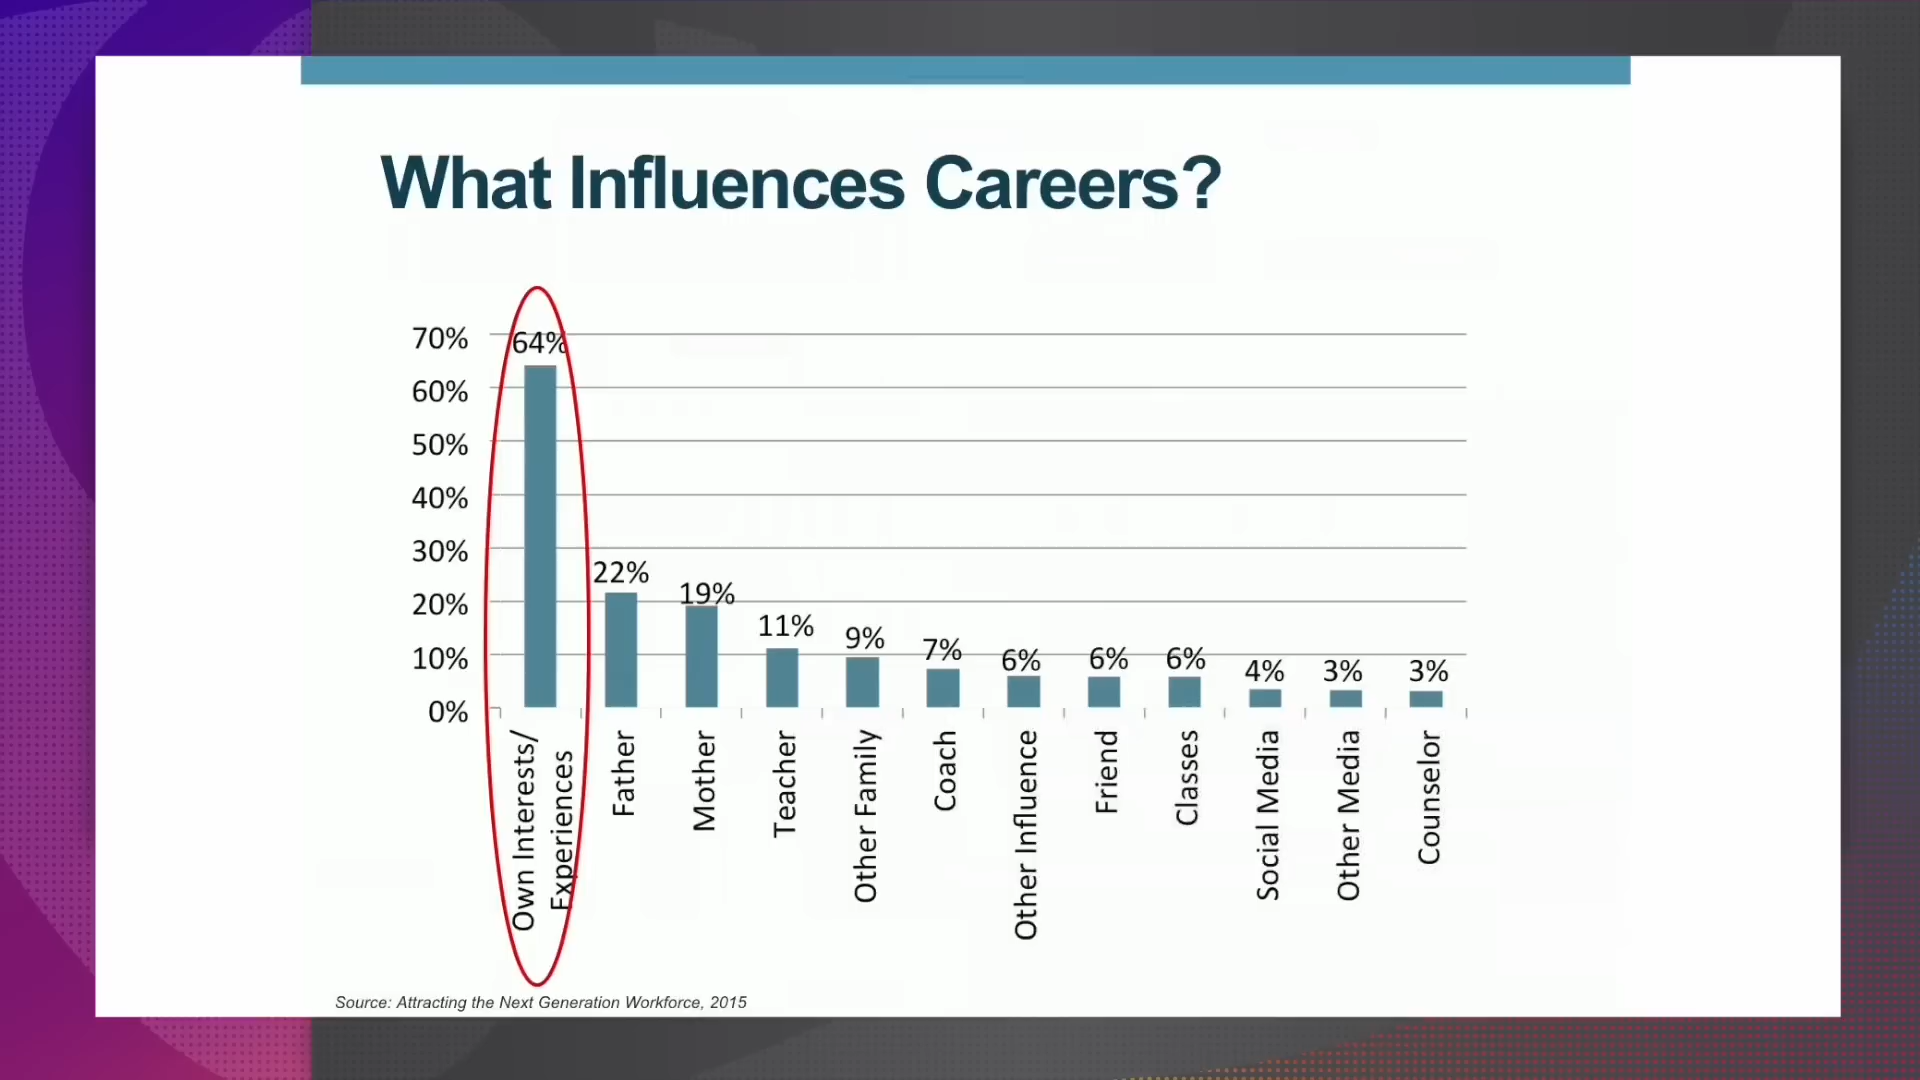 What Influences Careers?
70%
60%
50%
40%
30%
20%
10%
0%
64%
22%
19%
11%
9%
7%
6%
6%
6%
4%
3%
3%
Own Interests/
Experiences
Father
Mother
Teacher
Other Family
Coach
Other Influence
Friend
Classes
Social Media
Other Media
Counselor
Source: Attracting the Next Generation Workforce, 2015